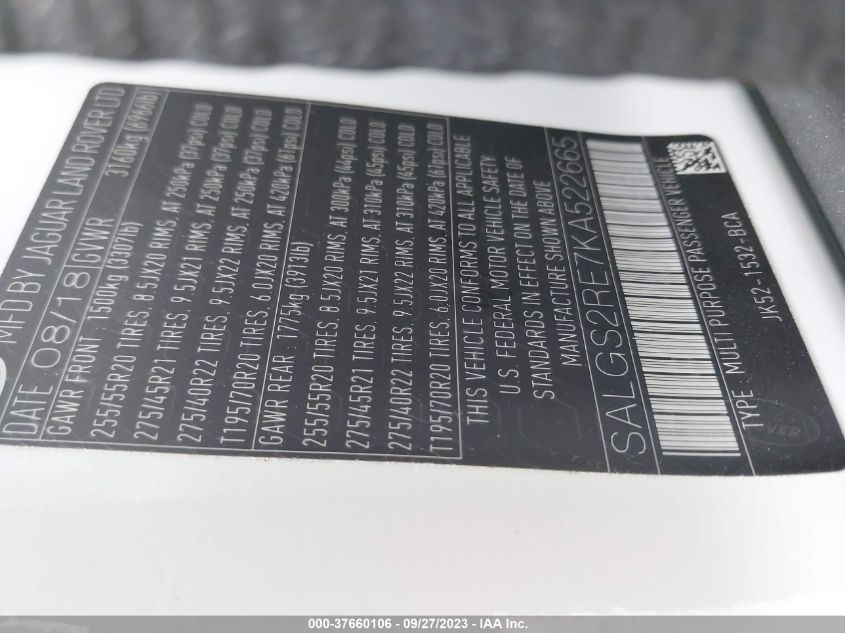 MFD BY JAGUAR LAND ROVER LTD
DATE. 08/18 GVWR 3160kg (6966lb)
GAWR FRONT 1500kg (3307lb)
255/55R20 TIRES. 8.5JX20 RIMS. AT 250kPa (37psi) COLD
275/45R21 TIRES. 9.5JX21 RIMS. AT 250kPa (37psi) COLD
275/40R22 TIRES. 9.5JX22 RIMS. AT 250kPa (37psi) COLD
T195/70R20 TIRES. 6.0JX20 RIMS. AT 420kPa (61psi) COLD
GAWR REAR. 1775kg (3913lb)
255/55R20 TIRES. 8.5JX20 RIMS. AT 300kPa (44psi) COLD
275/45R21 TIRES. 9.5JX21 RIMS. AT 310kPa (45psi) COLD
275/40R22 TIRES. 9.5JX22 RIMS. AT 310kPa (45psi) COLD
T195/70R20 TIRES. 6.0JX20 RIMS. AT 420kPa (61psi) COLD
THIS VEHICLE CONFORMS TO ALL APPLICABLE
U.S. FEDERAL MOTOR VEHICLE SAFETY
STANDARDS IN EFFECT ON THE DATE OF
MANUFACTURE SHOWN ABOVE
SALGS2RE7KA522665
TYPE. MULTI PURPOSE PASSENGER VEHICLE
JK52-1532-BCA
000-37660106 - 09/27/2023 - IAA Inc.